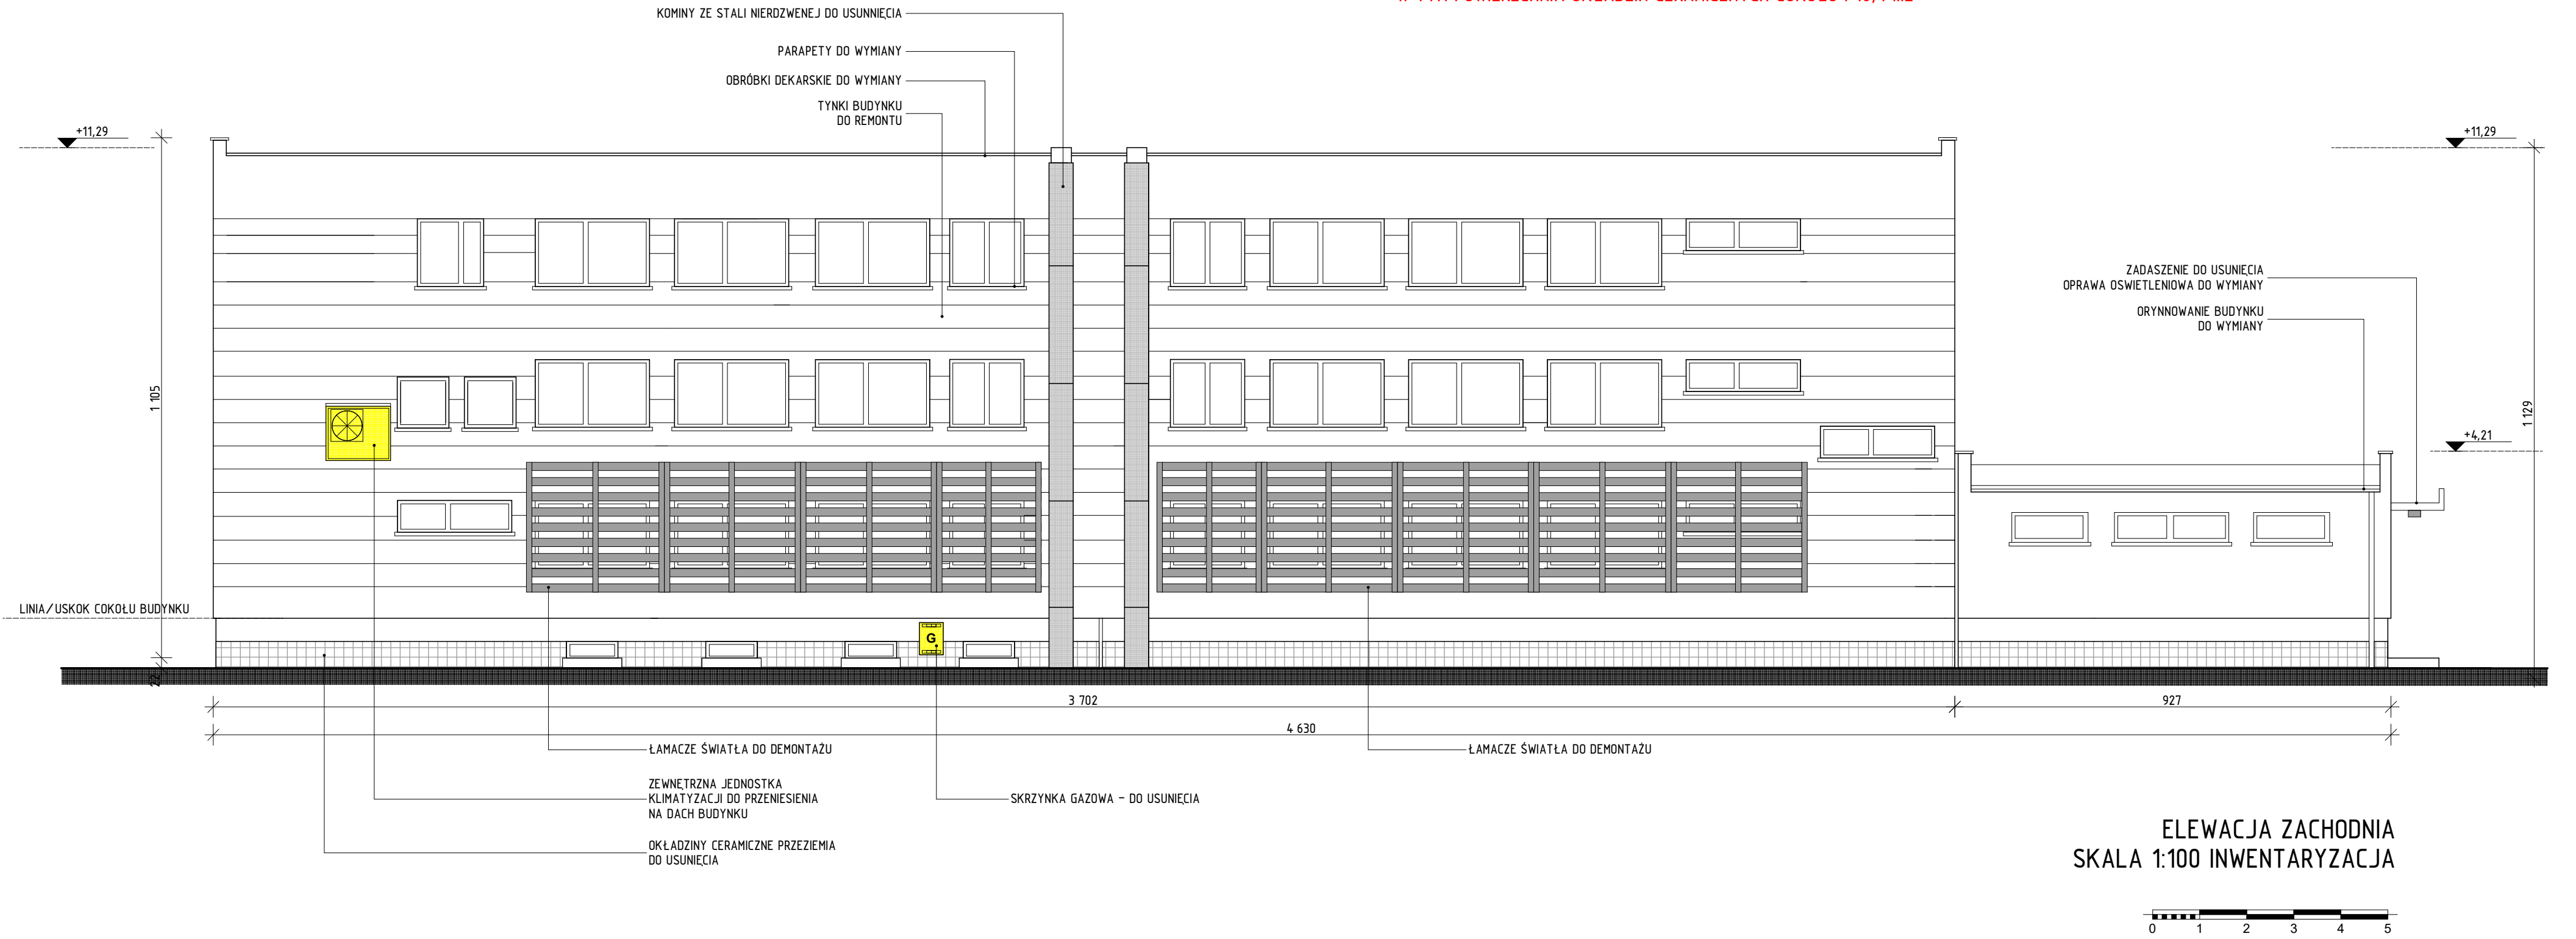 KOMINY ZE STALI NIERDZWENEJ DO USUNNIĘCIA
PARAPETY DO WYMIANY
OBRÓBKI DEKARSKIE DO WYMIANY
TYNKI BUDYNKU
DO REMONTU
+11,29
+11,29
ZADASZENIE DO USUNIĘCIA
OPRAWA OSWIETLENIOWA DO WYMIANY
ORYNNOWANIE BUDYNKU
DO WYMIANY
1 105
1 129
+4,21
LINIA/USKOK COKOŁU BUDYNKU
G
22
3 702
927
4 630
ŁAMACZE ŚWIATŁA DO DEMONTAŻU
ŁAMACZE ŚWIATŁA DO DEMONTAŻU
ZEWNĘTRZNA JEDNOSTKA
KLIMATYZACJI DO PRZENIESIENIA
NA DACH BUDYNKU
SKRZYNKA GAZOWA - DO USUNIĘCIA
OKŁADZINY CERAMICZNE PRZEZIEMIA
DO USUNIĘCIA
ELEWACJA ZACHODNIA
SKALA 1:100 INWENTARYZACJA
0 1 2 3 4 5